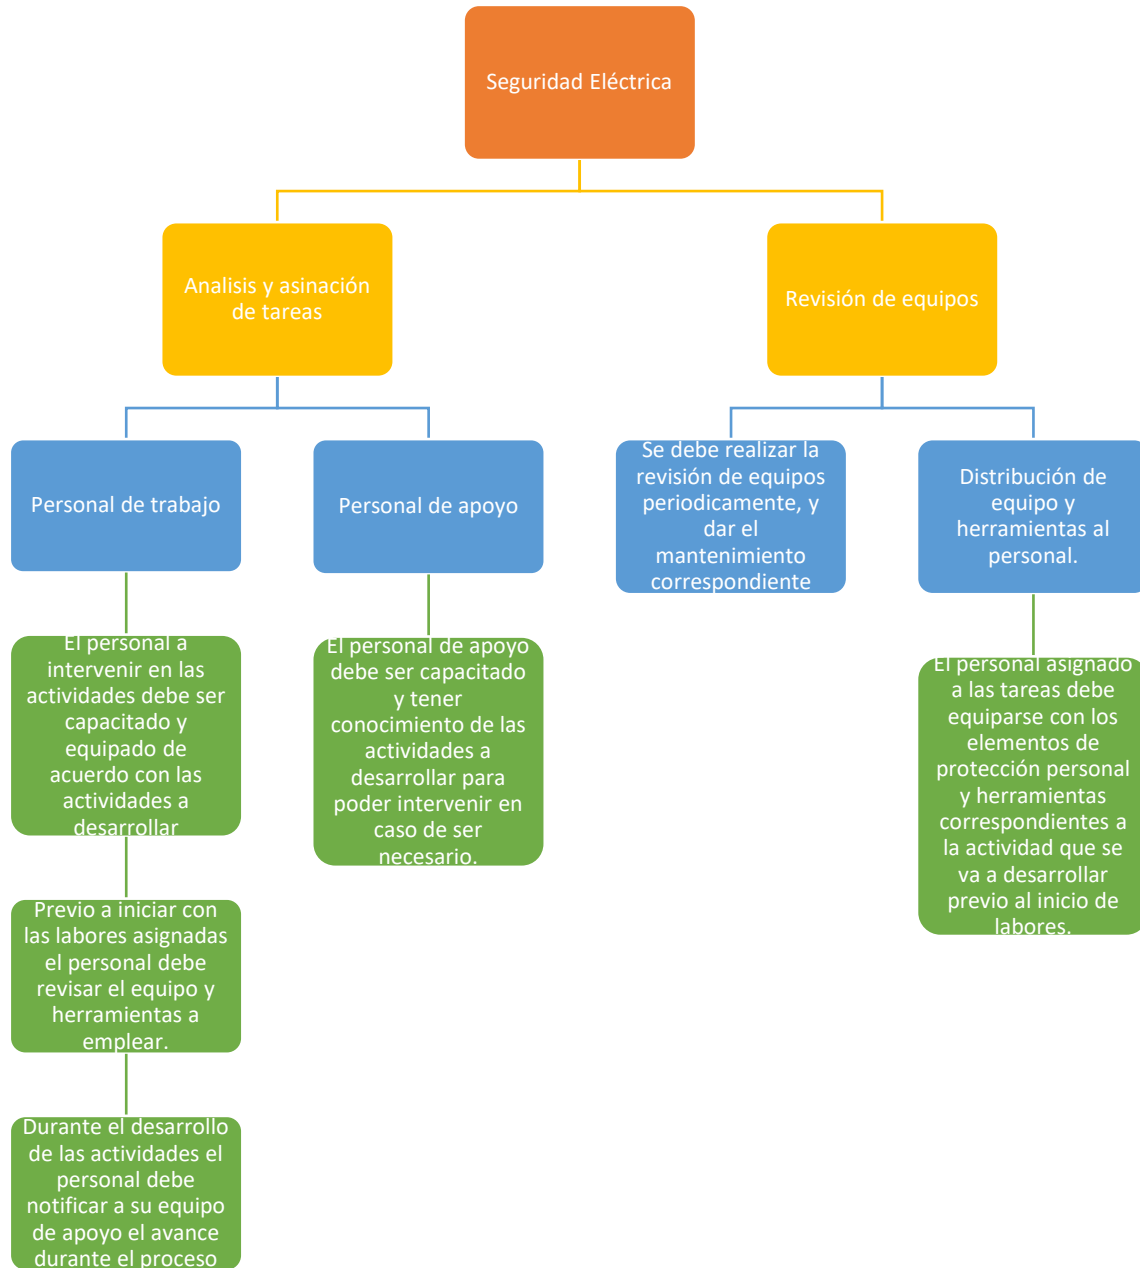 Seguridad Eléctrica
Analisis y asinación
de tareas
Revisión de equipos
Personal de trabajo
Personal de apoyo
Se debe realizar la
revisión de equipos
periodicamente, y
dar el
mantenimiento
correspondiente
Distribución de
equipo y
herramientas al
personal.
El personal a
intervenir en las
actividades debe ser
capacitado y
equipado de
acuerdo con las
actividades a
desarrollar
El personal de apoyo
debe ser capacitado
y tener
conocimiento de las
actividades a
desarrollar para
poder intervenir en
caso de ser
necesario.
El personal asignado
a las tareas debe
equiparse con los
elementos de
protección personal
y herramientas
correspondientes a
la actividad que se
va a desarrollar
previo al inicio de
labores.
Previo a iniciar con
las labores asignadas
el personal debe
revisar el equipo y
herramientas a
emplear.
Durante el desarrollo
de las actividades el
personal debe
notificar a su equipo
de apoyo el avance
durante el proceso